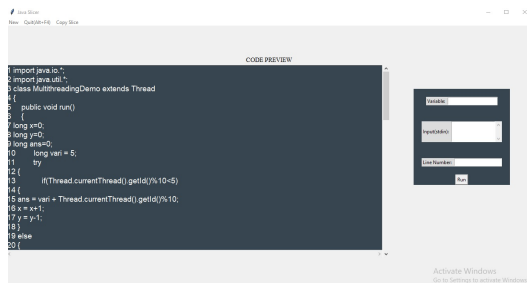 Java Slicer
New Quit(Alt+F4) Copy Slice
CODE PREVIEW
1 import java.io.*;
2 import java.util.*;
3 class MultithreadingDemo extends Thread
4 {
5 public void run()
6 {
7 long x=0;
8 long y=0;
9 long ans=0;
10 long vari = 5;
11 try
12 {
13 if(Thread.currentThread().getId()%10<5)
14 {
15 ans = vari + Thread.currentThread().getId()%10;
16 x = x+1;
17 y = y-1;
18 }
19 else
20 {
Variable:
Input(stdin):
Line Number:
Run
Activate Windows
Go to Settings to activate Windows